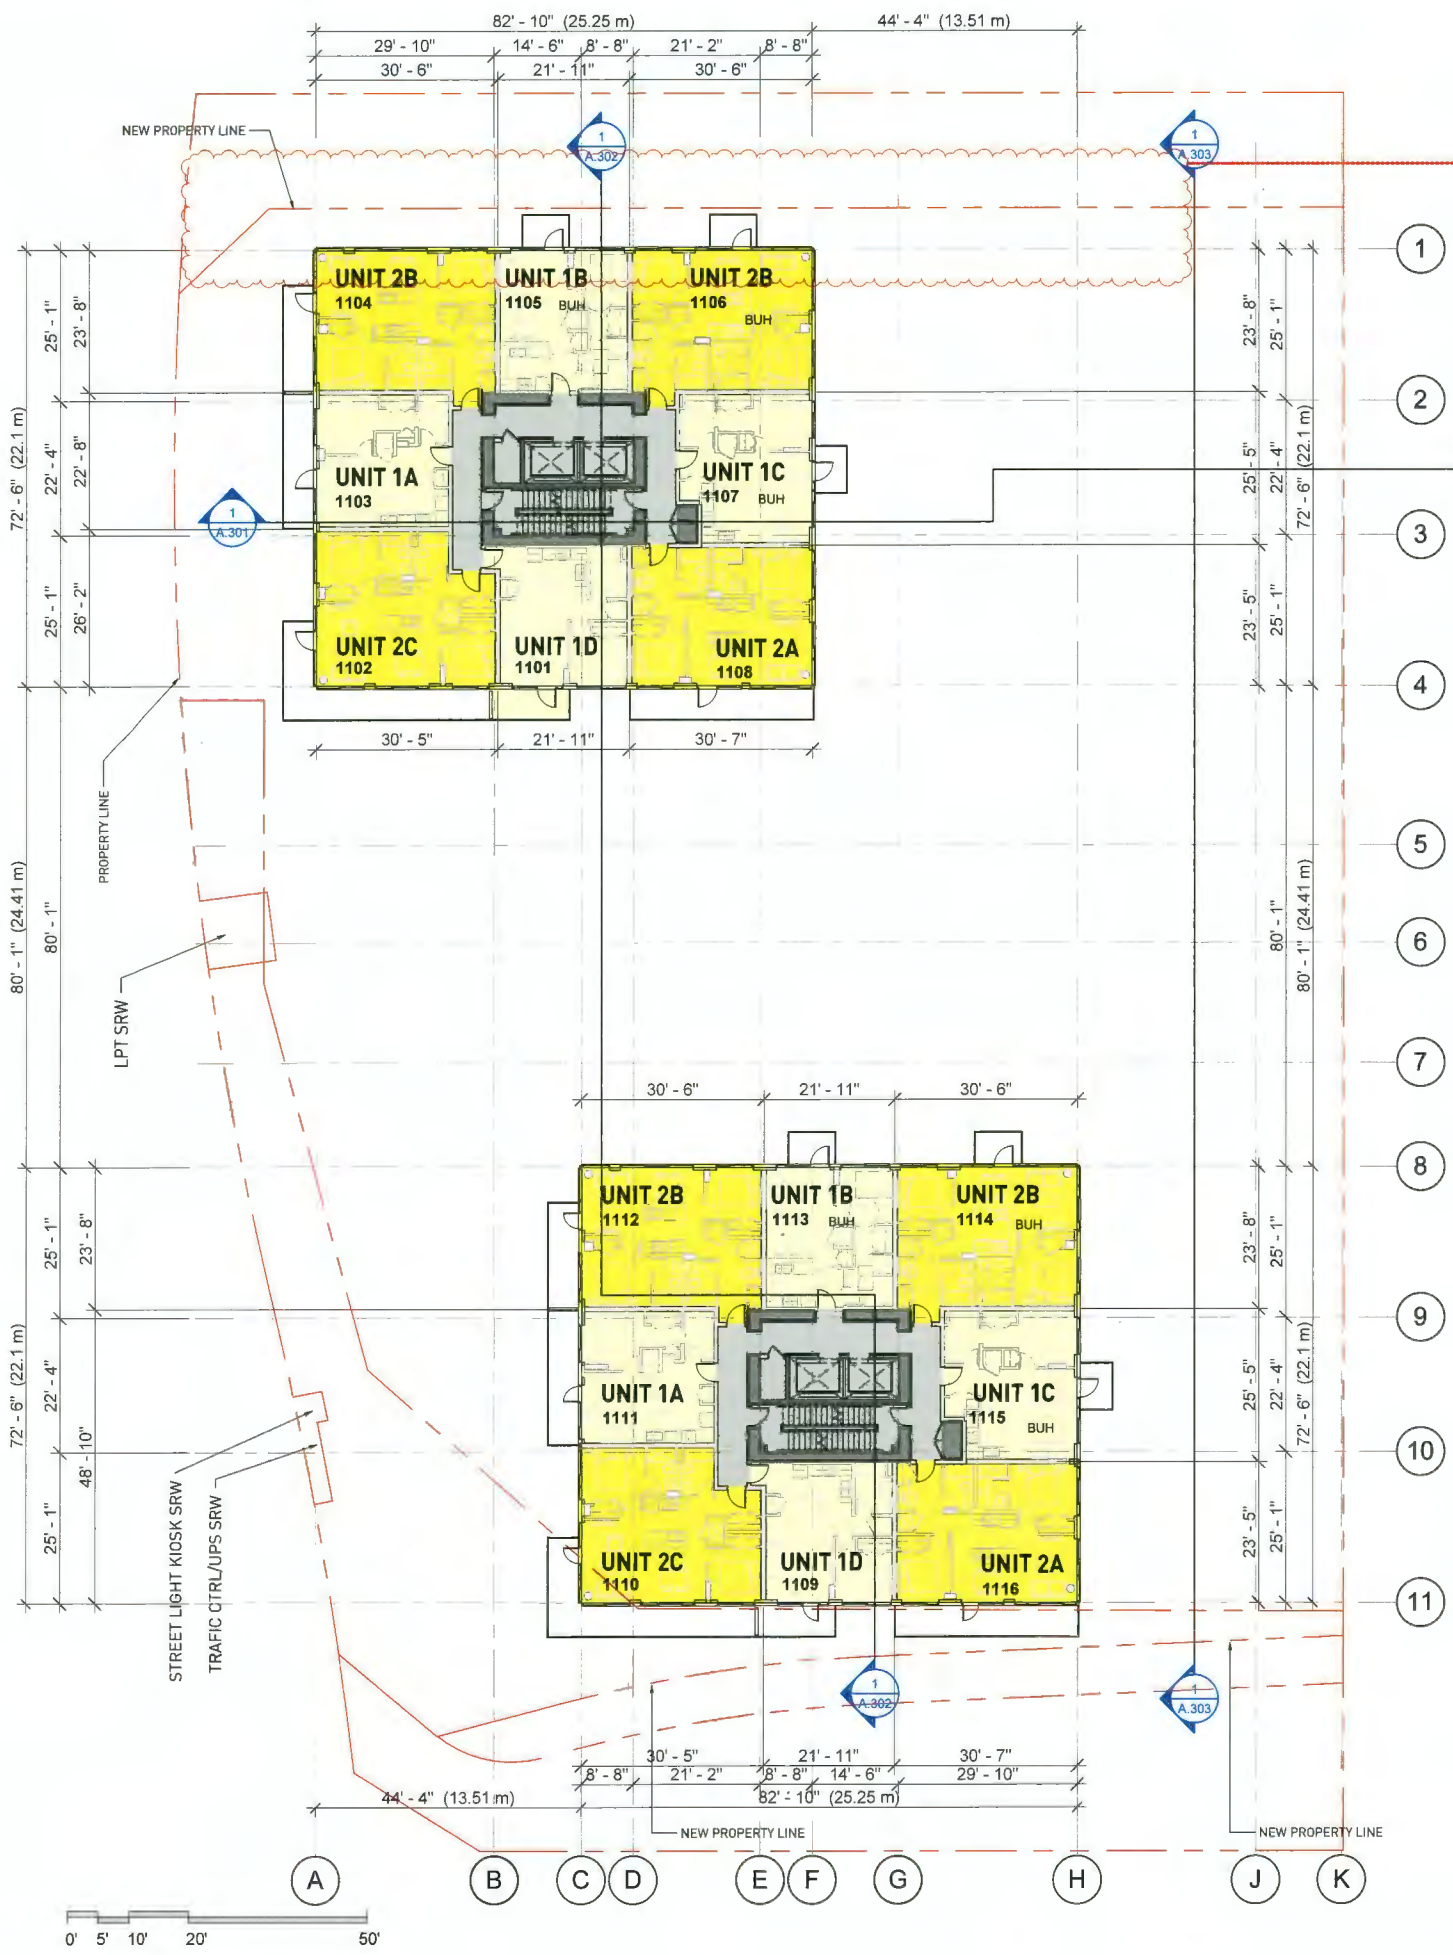 82' - 10" (25.25 m)
44' - 4" (13.51 m)
29' - 10"
14' - 6"
8' - 8"
21' - 2"
8' - 8"
30' - 6"
21' - 11"
30' - 6"
NEW PROPERTY LINE
1
A.302
1
A.303
1
UNIT 2B
1104
UNIT 1B
1105 BUH
UNIT 2B
1106
BUH
25' - 1"
23' - 8"
23' - 8"
25' - 1"
2
72' - 6" (22.1 m)
22' - 4"
22' - 8"
UNIT 1A
1103
UNIT 1C
1107 BUH
25' - 5"
22' - 4"
72' - 6" (22.1 m)
1
A.301
3
25' - 1"
26' - 2"
UNIT 2C
1102
UNIT 1D
1101
UNIT 2A
1108
23' - 5"
25' - 1"
4
30' - 5"
21' - 11"
30' - 7"
PROPERTY LINE
5
80' - 1" (24.41 m)
80' - 1"
80' - 1"
80' - 1" (24.41 m)
6
LPT SRW
7
30' - 6"
21' - 11"
30' - 6"
8
UNIT 2B
1112
UNIT 1B
1113 BUH
UNIT 2B
1114 BUH
25' - 1"
23' - 8"
23' - 8"
25' - 1"
9
72' - 6" (22.1 m)
22' - 4"
48' - 10"
UNIT 1A
1111
UNIT 1C
1115
BUH
25' - 5"
22' - 4"
72' - 6" (22.1 m)
10
STREET LIGHT KIOSK SRW
TRAFIC CTRL/UPS SRW
25' - 1"
UNIT 2C
1110
UNIT 1D
1109
UNIT 2A
1116
23' - 5"
25' - 1"
11
1
A.302
1
A.303
30' - 5"
21' - 11"
30' - 7"
8' - 8"
21' - 2"
8' - 8"
14' - 6"
29' - 10"
44' - 4" (13.51 m)
82' - 10" (25.25 m)
NEW PROPERTY LINE
NEW PROPERTY LINE
A B C D E F G H J K
0' 5' 10' 20' 50'